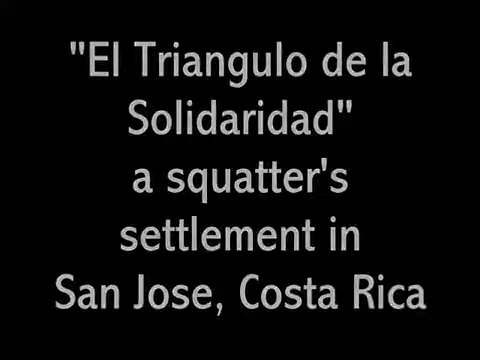 "El Triangulo de la
Solidaridad"
a squatter's
settlement in
San Jose, Costa Rica